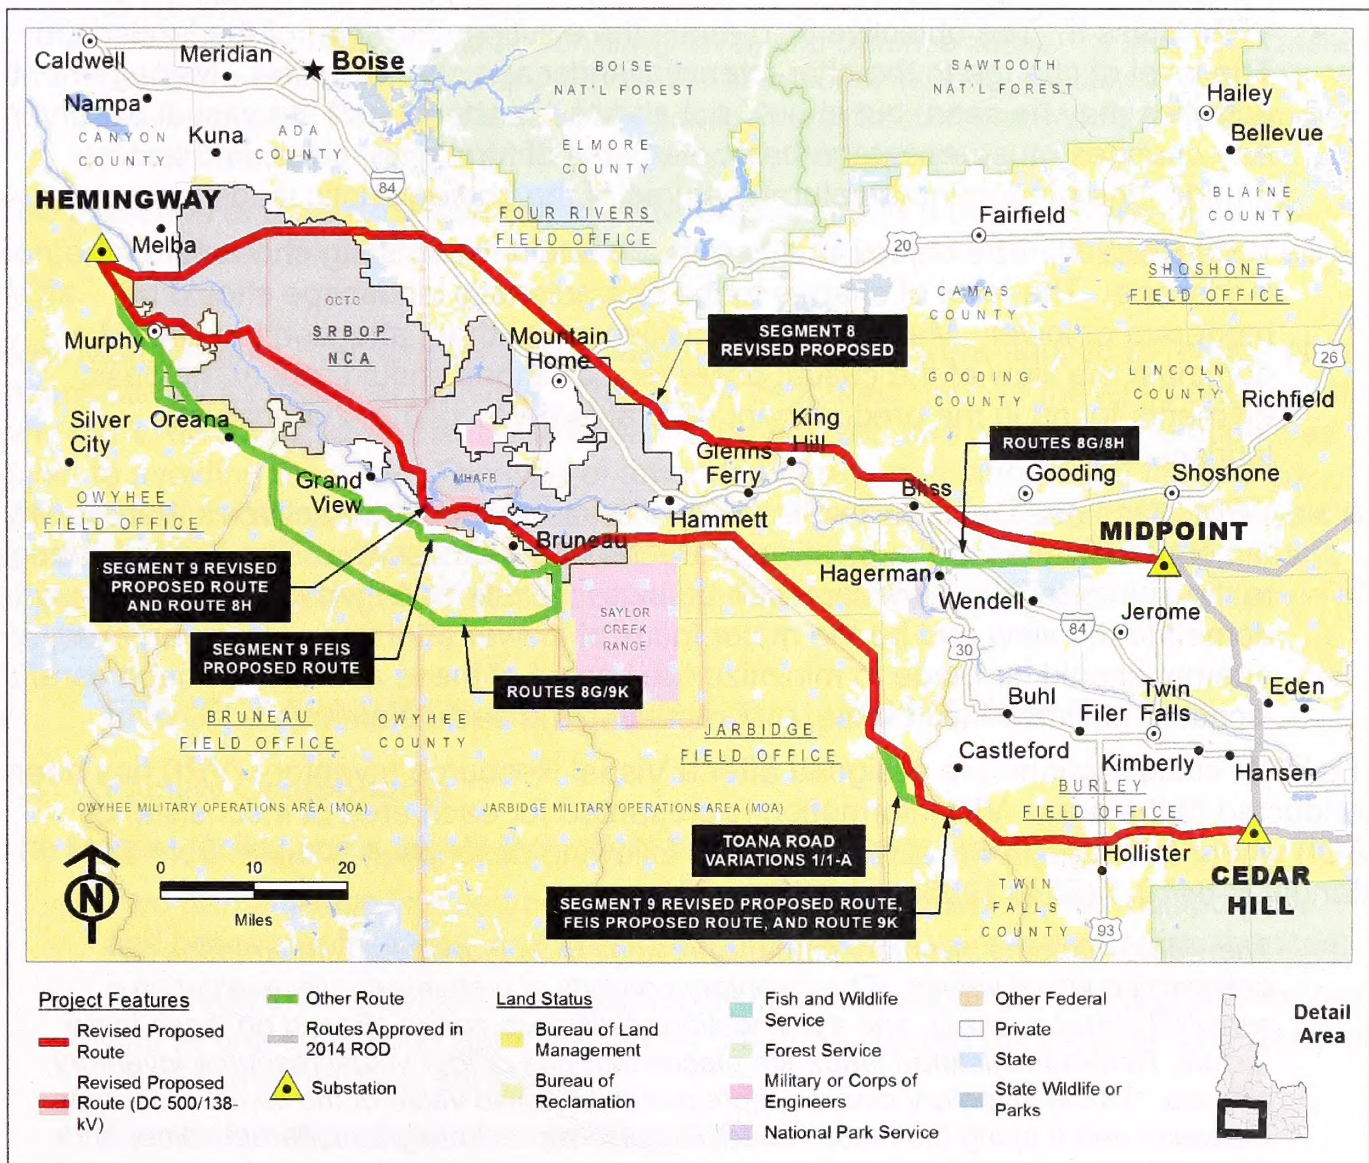 Caldwell
Meridian
Boise
Nampa
CANYON
COUNTY
Kuna
ADA
COUNTY
84
BOISE
NAT'L FOREST
SAWTOOTH
NAT'L FOREST
Hailey
Bellevue
ELMORE
COUNTY
BLAINE
COUNTY
HEMINGWAY
Melba
FOUR RIVERS
FIELD OFFICE
Fairfield
20
SHOSHONE
FIELD OFFICE
CAMAS
COUNTY
OCTC
SRBOP
NCA
Murphy
Mountain
Home
SEGMENT 8
REVISED PROPOSED
26
GOODING
COUNTY
LINCOLN
COUNTY
Richfield
Silver
City
Oreana
King
Hill
ROUTES 8G/8H
Glenns
Ferry
Gooding
Shoshone
Grand
View
MHAFB
Bliss
OWYHEE
FIELD OFFICE
Hammett
MIDPOINT
Bruneau
SEGMENT 9 REVISED
PROPOSED ROUTE
AND ROUTE 8H
Hagerman
Wendell
84
Jerome
SAYLOR
CREEK
RANGE
30
SEGMENT 9 FEIS
PROPOSED ROUTE
ROUTES 8G/9K
Buhl
Filer
Twin
Falls
Eden
BRUNEAU
FIELD OFFICE
OWYHEE
COUNTY
JARBIDGE
FIELD OFFICE
Castleford
Kimberly
Hansen
BURLEY
FIELD OFFICE
OWYHEE MILITARY OPERATIONS AREA (MOA)
JARBIDGE MILITARY OPERATIONS AREA (MOA)
TOANA ROAD
VARIATIONS 1/1-A
Hollister
CEDAR
HILL
N
0 10 20
Miles
SEGMENT 9 REVISED PROPOSED ROUTE,
FEIS PROPOSED ROUTE, AND ROUTE 9K
TWIN
FALLS
COUNTY
93
Project Features
Revised Proposed
Route
Revised Proposed
Route (DC 500/138-
kV)
Other Route
Routes Approved in
2014 ROD
Substation
Land Status
Bureau of Land
Management
Bureau of
Reclamation
Fish and Wildlife
Service
Forest Service
Military or Corps of
Engineers
National Park Service
Other Federal
Private
State
State Wildlife or
Parks
Detail
Area